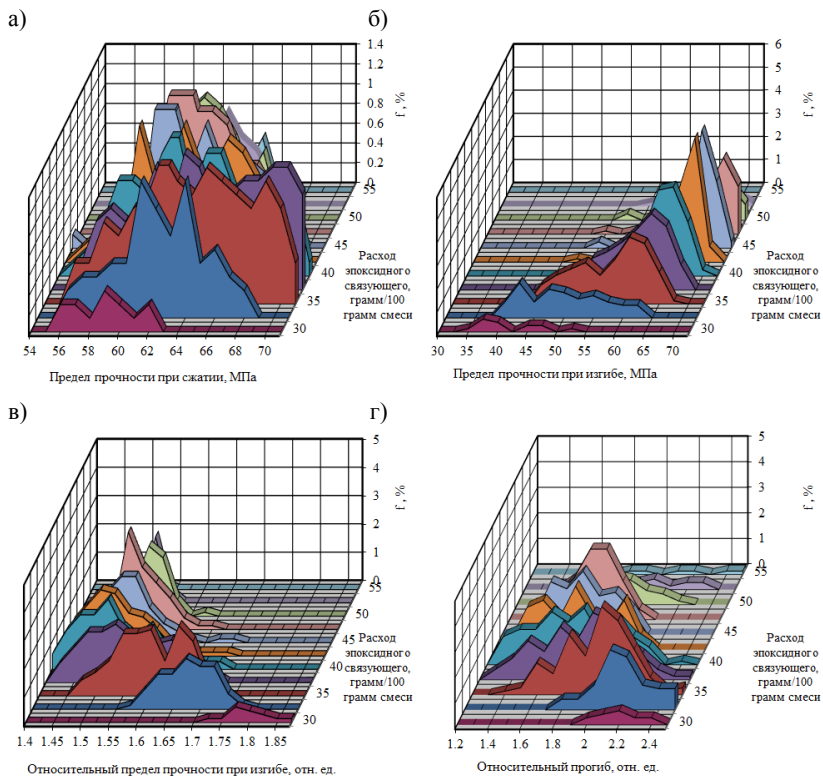 а)
1.4
1.2
1
0.8
0.6
0.4
0.2
0
f , %
55
50
45
40
35
30
Расход
эпоксидного
связующего,
грамм/100
грамм смеси
54 56 58 60 62 64 66 68 70
Предел прочности при сжатии, МПа
б)
6
5
4
3
2
1
0
f , %
55
50
45
40
35
30
Расход
эпоксидного
связующего,
грамм/100
грамм смеси
30 35 40 45 50 55 60 65 70
Предел прочности при изгибе, МПа
в)
5
4
3
2
1
0
f , %
55
50
45
40
35
30
Расход
эпоксидного
связующего,
грамм/100
грамм смеси
1.4 1.45 1.5 1.55 1.6 1.65 1.7 1.75 1.8 1.85
Относительный предел прочности при изгибе, отн. ед.
г)
5
4
3
2
1
0
f , %
55
50
45
40
35
30
Расход
эпоксидного
связующего,
грамм/100
грамм смеси
1.2 1.4 1.6 1.8 2 2.2 2.4
Относительный прогиб, отн. ед.